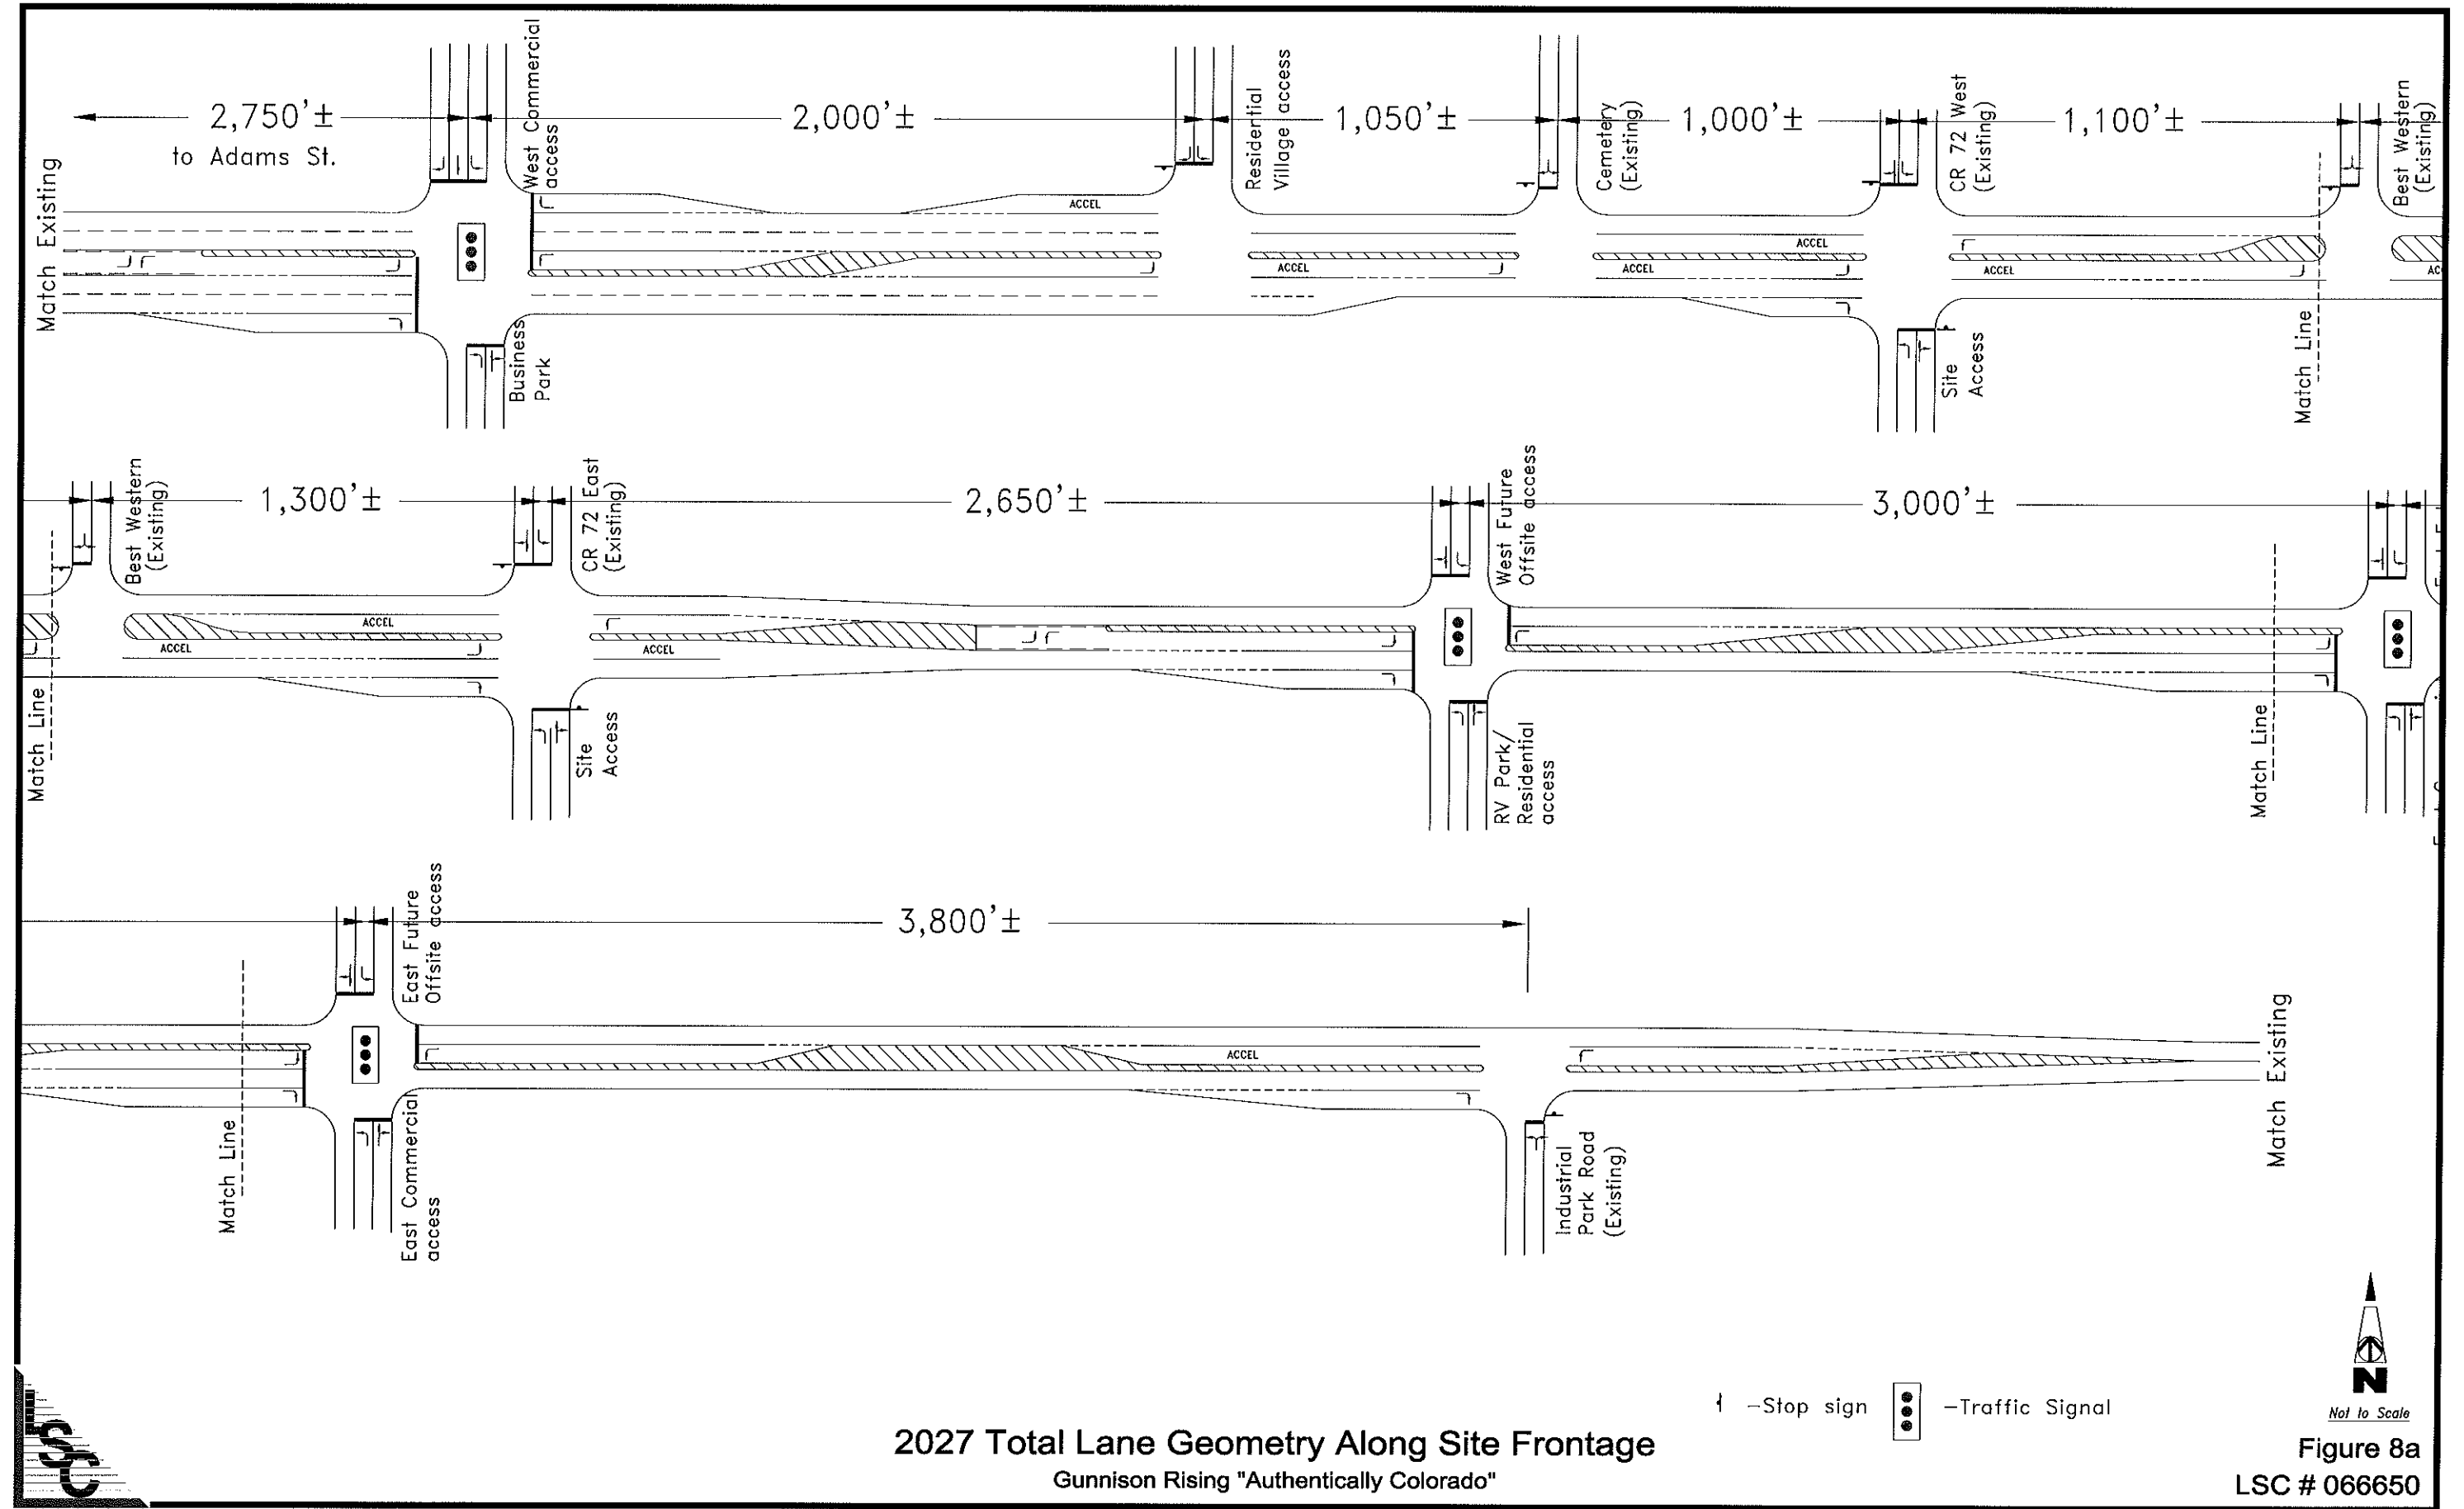 2,750'±
to Adams St.
2,000'±
1,050'±
1,000'±
1,100'±
West Commercial
access
Residential
Village access
Cemetery
(Existing)
CR 72 West
(Existing)
Best Western
(Existing)
Match Existing
ACCEL
ACCEL
ACCEL
ACCEL
ACCEL
AC
Business
Park
Site
Access
Match Line
1,300'±
2,650'±
3,000'±
Best Western
(Existing)
CR 72 East
(Existing)
West Future
Offsite access
ACCEL
ACCEL
ACCEL
Match Line
Site
Access
RV Park/
Residential
access
Match Line
3,800'±
East Future
Offsite access
ACCEL
Match Line
East Commercial
access
Industrial
Park Road
(Existing)
Match Existing
-Stop sign
-Traffic Signal
N
Not to Scale
LSC
2027 Total Lane Geometry Along Site Frontage
Gunnison Rising "Authentically Colorado"
Figure 8a
LSC # 066650